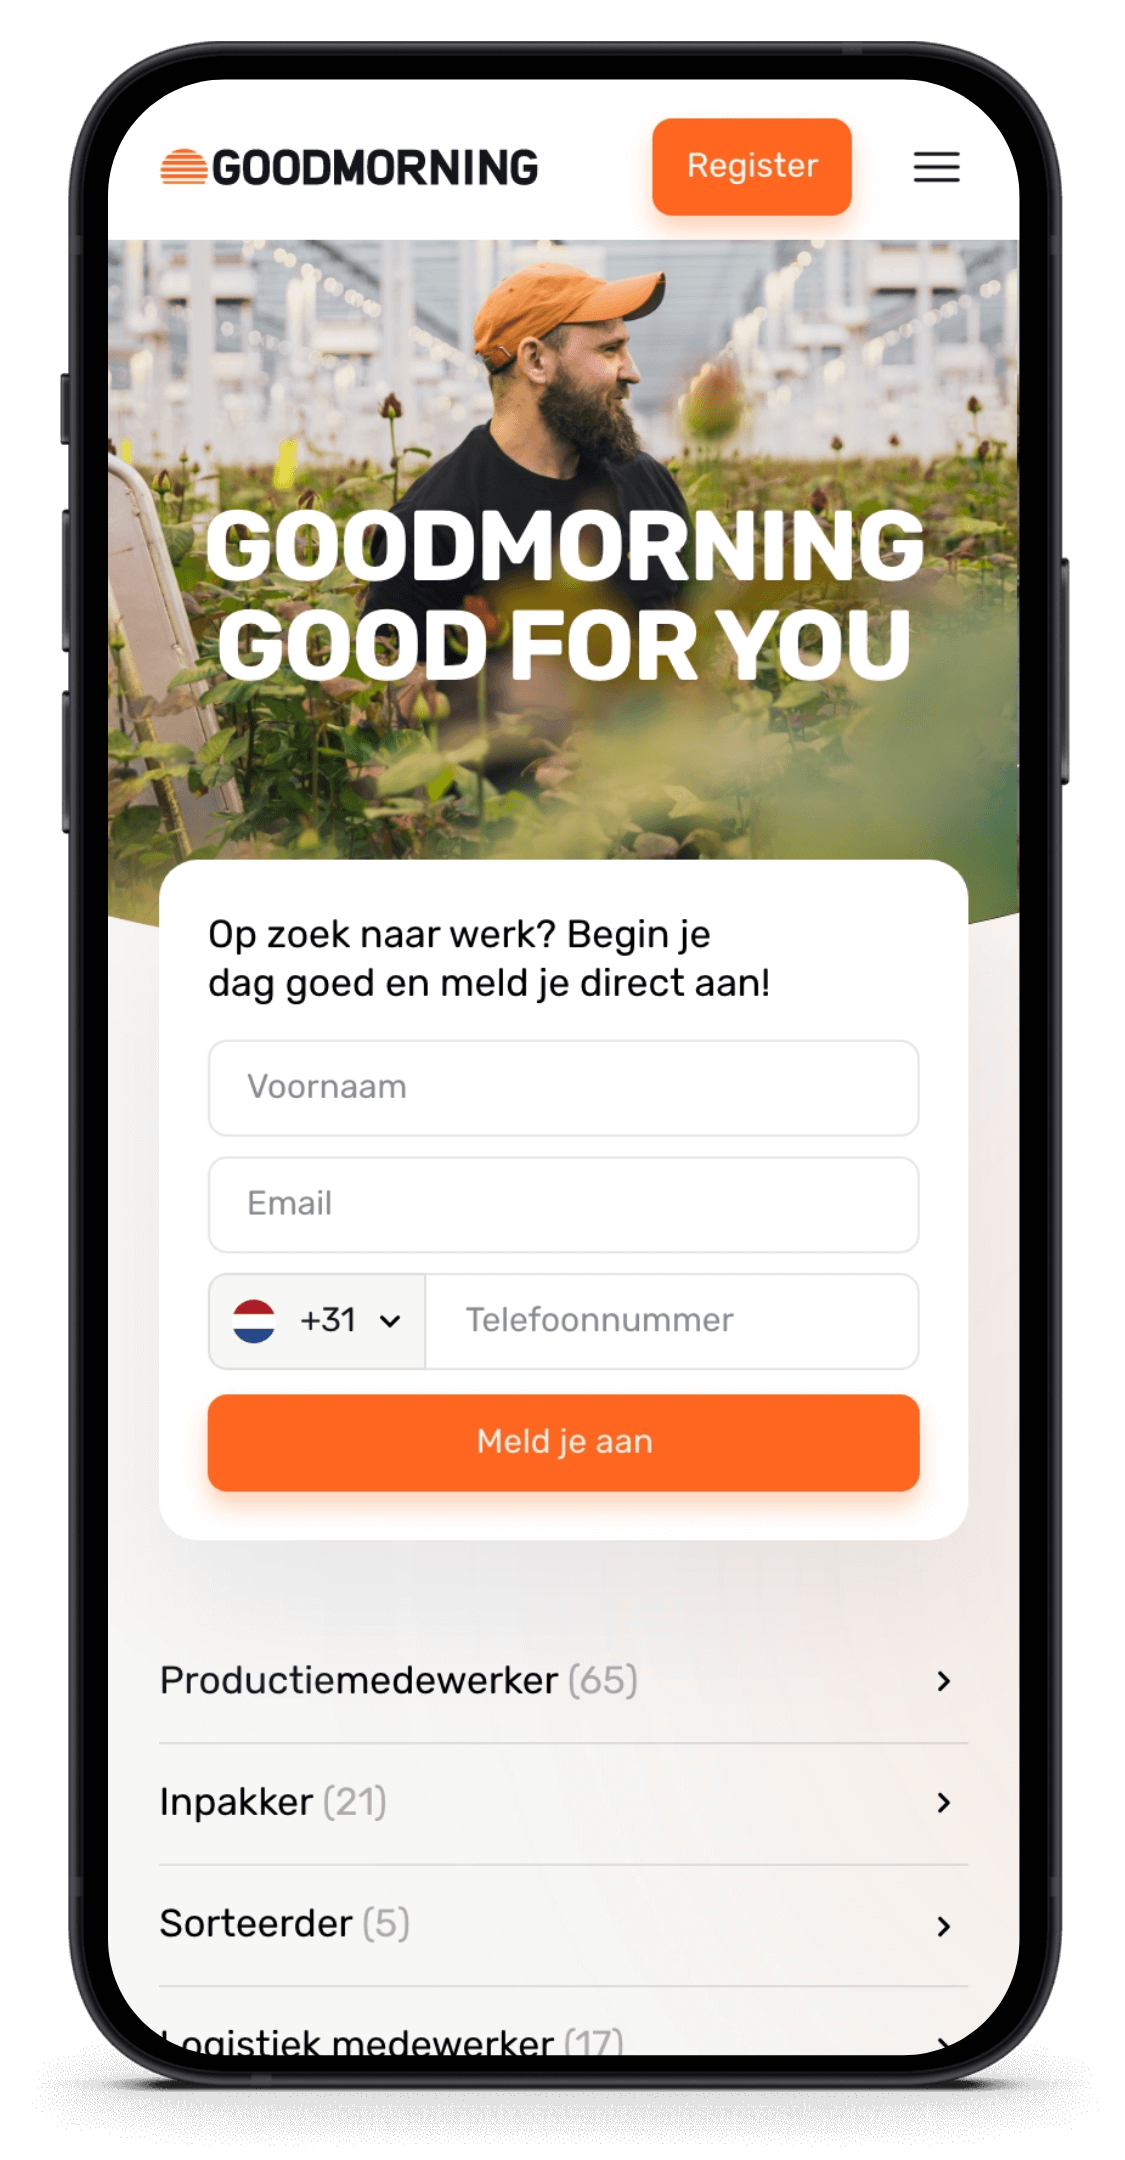 GOODMORNING
Register
GOODMORNING
GOOD FOR YOU
Op zoek naar werk? Begin je
dag goed en meld je direct aan!
Voornaam
Email
+31
Telefoonnummer
Meld je aan
Productiemedewerker (65)
Inpakker (21)
Sorteerder (5)
Logistiek medewerker (17)